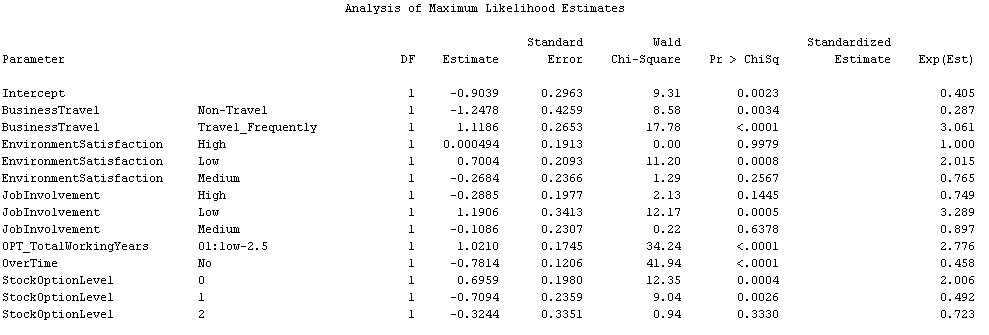 Analysis of Maximum Likelihood Estimates
Standard Wald Standardized
Parameter DF Estimate Error Chi-Square Pr > ChiSq Estimate Exp(Est)
Intercept 1 -0.9039 0.2963 9.31 0.0023 0.405
BusinessTravel Non-Travel 1 -1.2478 0.4259 8.58 0.0034 0.287
BusinessTravel Travel_Frequently 1 1.1186 0.2653 17.78 <.0001 3.061
EnvironmentSatisfaction High 1 0.000494 0.1913 0.00 0.9979 1.000
EnvironmentSatisfaction Low 1 0.7004 0.2093 11.20 0.0008 2.015
EnvironmentSatisfaction Medium 1 -0.2684 0.2366 1.29 0.2567 0.765
JobInvolvement High 1 -0.2885 0.1977 2.13 0.1445 0.749
JobInvolvement Low 1 1.1906 0.3413 12.17 0.0005 3.289
JobInvolvement Medium 1 -0.1086 0.2307 0.22 0.6378 0.897
OPT_TotalWorkingYears 01:low-2.5 1 1.0210 0.1745 34.24 <.0001 2.776
OverTime No 1 -0.7814 0.1206 41.94 <.0001 0.458
StockOptionLevel 0 1 0.6959 0.1980 12.35 0.0004 2.006
StockOptionLevel 1 1 -0.7094 0.2359 9.04 0.0026 0.492
StockOptionLevel 2 1 -0.3244 0.3351 0.94 0.3330 0.723